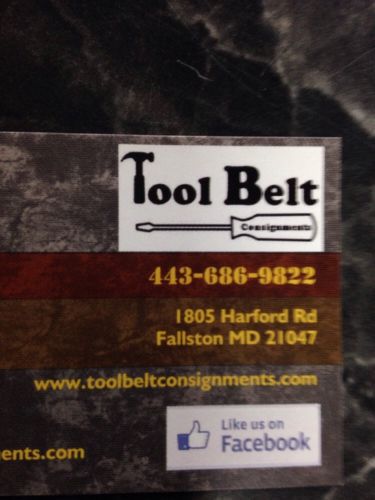 Tool Belt
Consignments
443-686-9822
1805 Harford Rd
Fallston MD 21047
www.toolbeltconsignments.com
Like us on
Facebook
ents.com